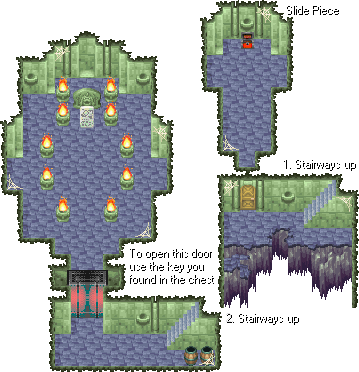 Slide Piece
1. Stairways up
To open this door
use the key you
found in the chest
2. Stairways up